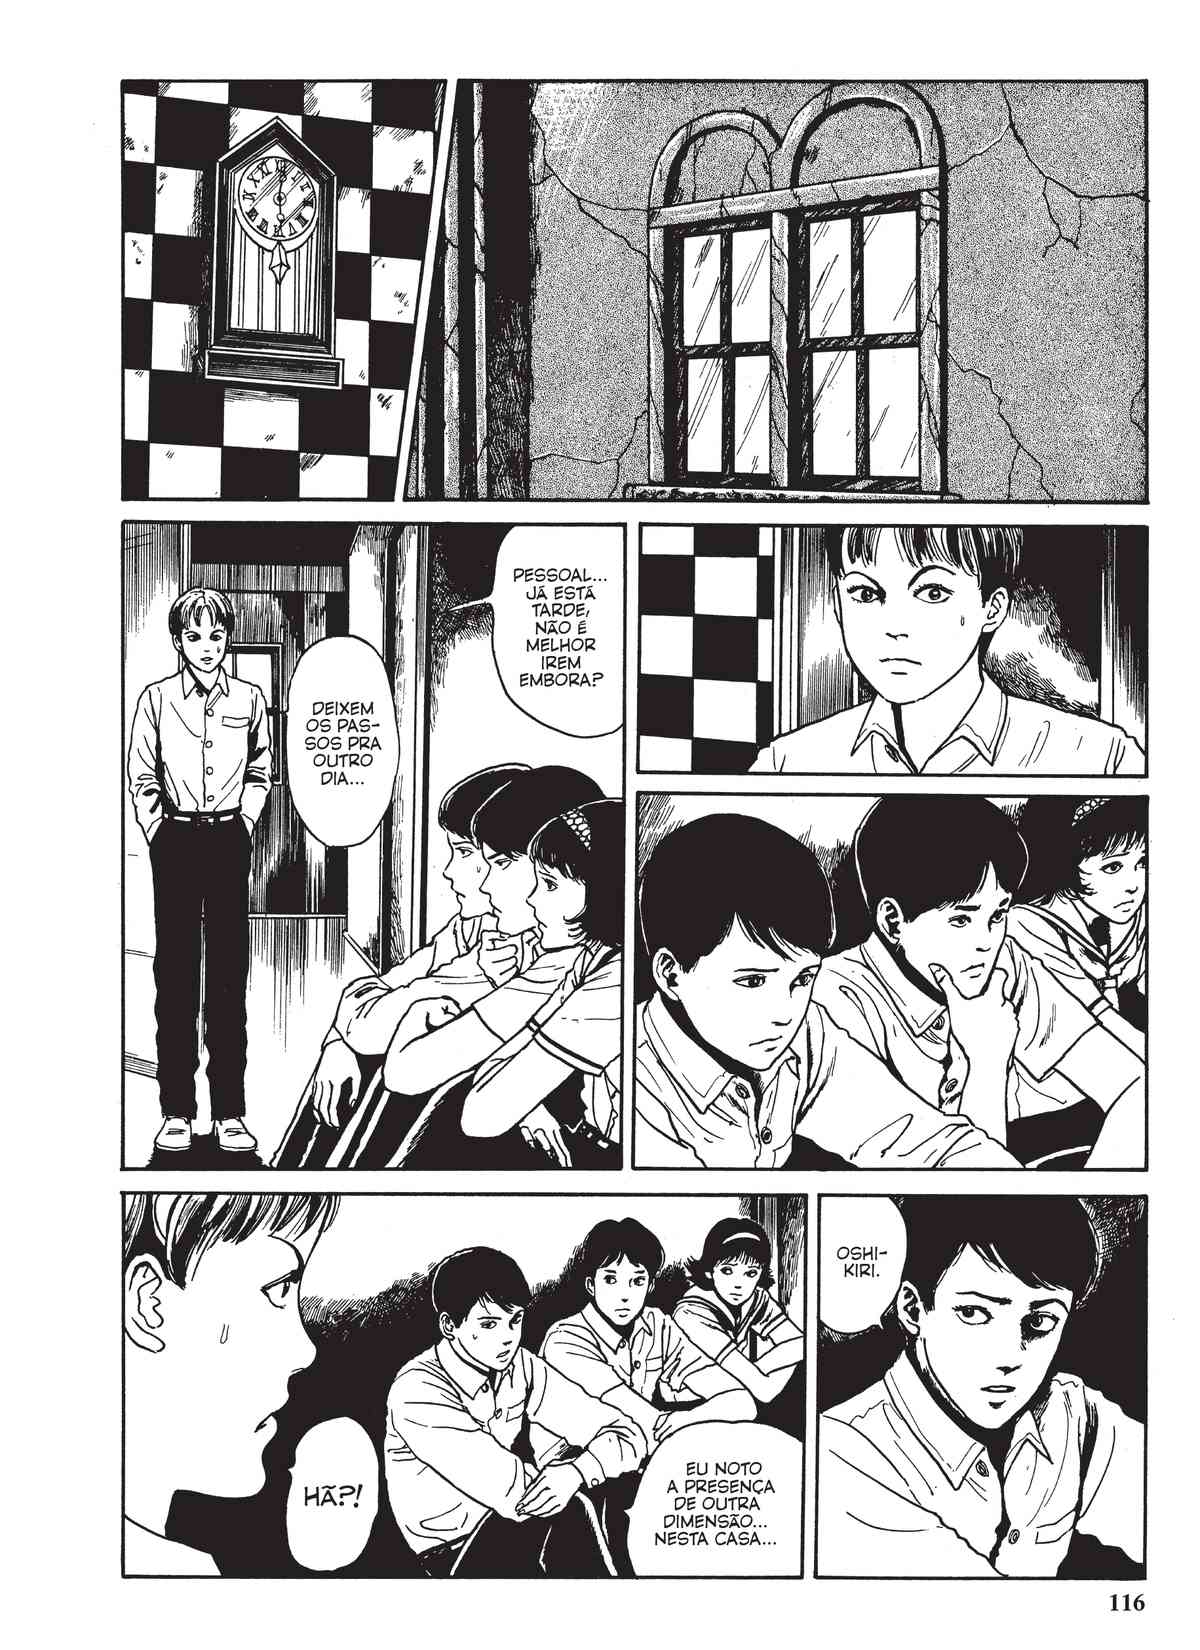 PESSOAL...
JÁ ESTÁ
TARDE,
NÃO É
MELHOR
IREM
EMBORA?
DEIXEM
OS PAS-
SOS PRA
OUTRO
DIA...
OSHI-
KIRI.
EU NOTO
A PRESENÇA
DE OUTRA
DIMENSÃO...
NESTA CASA...
HÃ?!
116